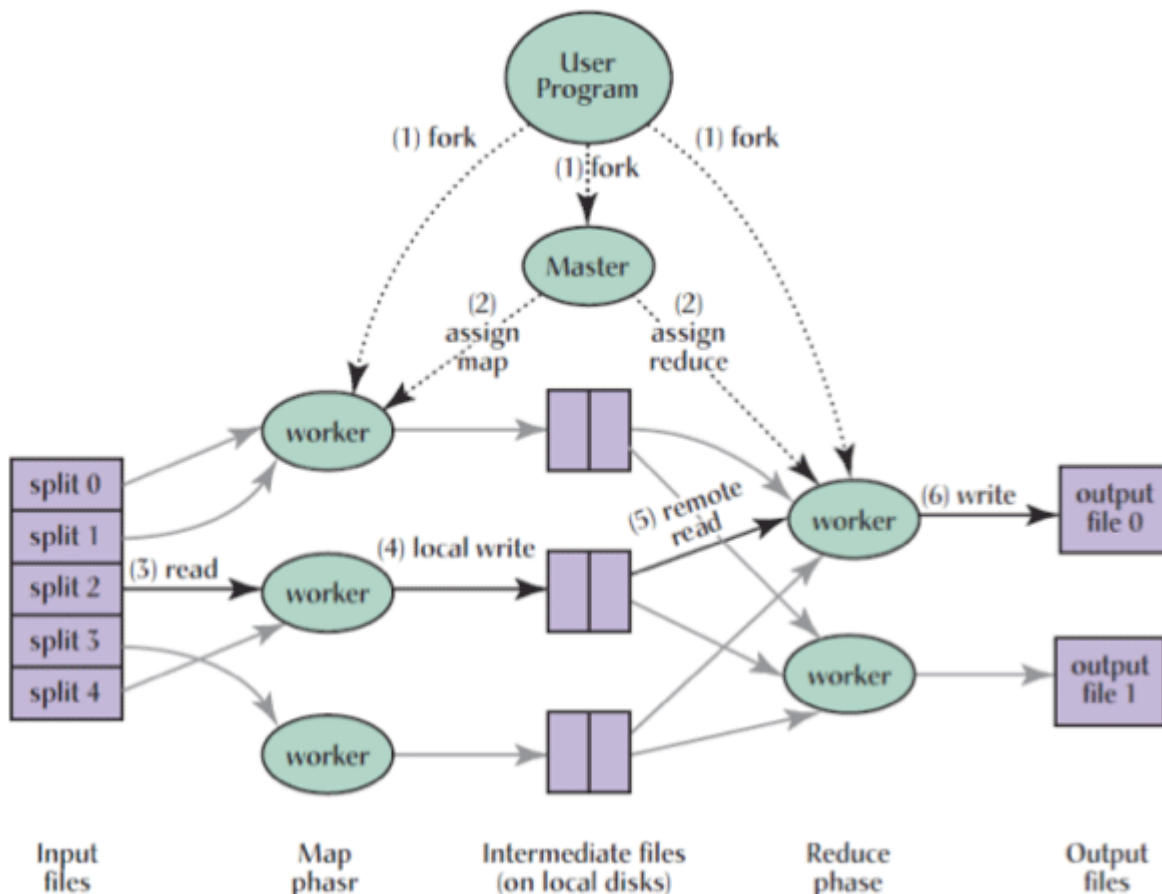 User
Program
(1) fork
(1) fork
(1) fork
Master
(2)
assign
map
(2)
assign
reduce
worker
split 0
split 1
split 2
split 3
split 4
(3) read
worker
(4) local write
worker
(5) remote
read
worker
(6) write
output
file 0
worker
output
file 1
Input
files
Map
phasr
Intermediate files
(on local disks)
Reduce
phase
Output
files